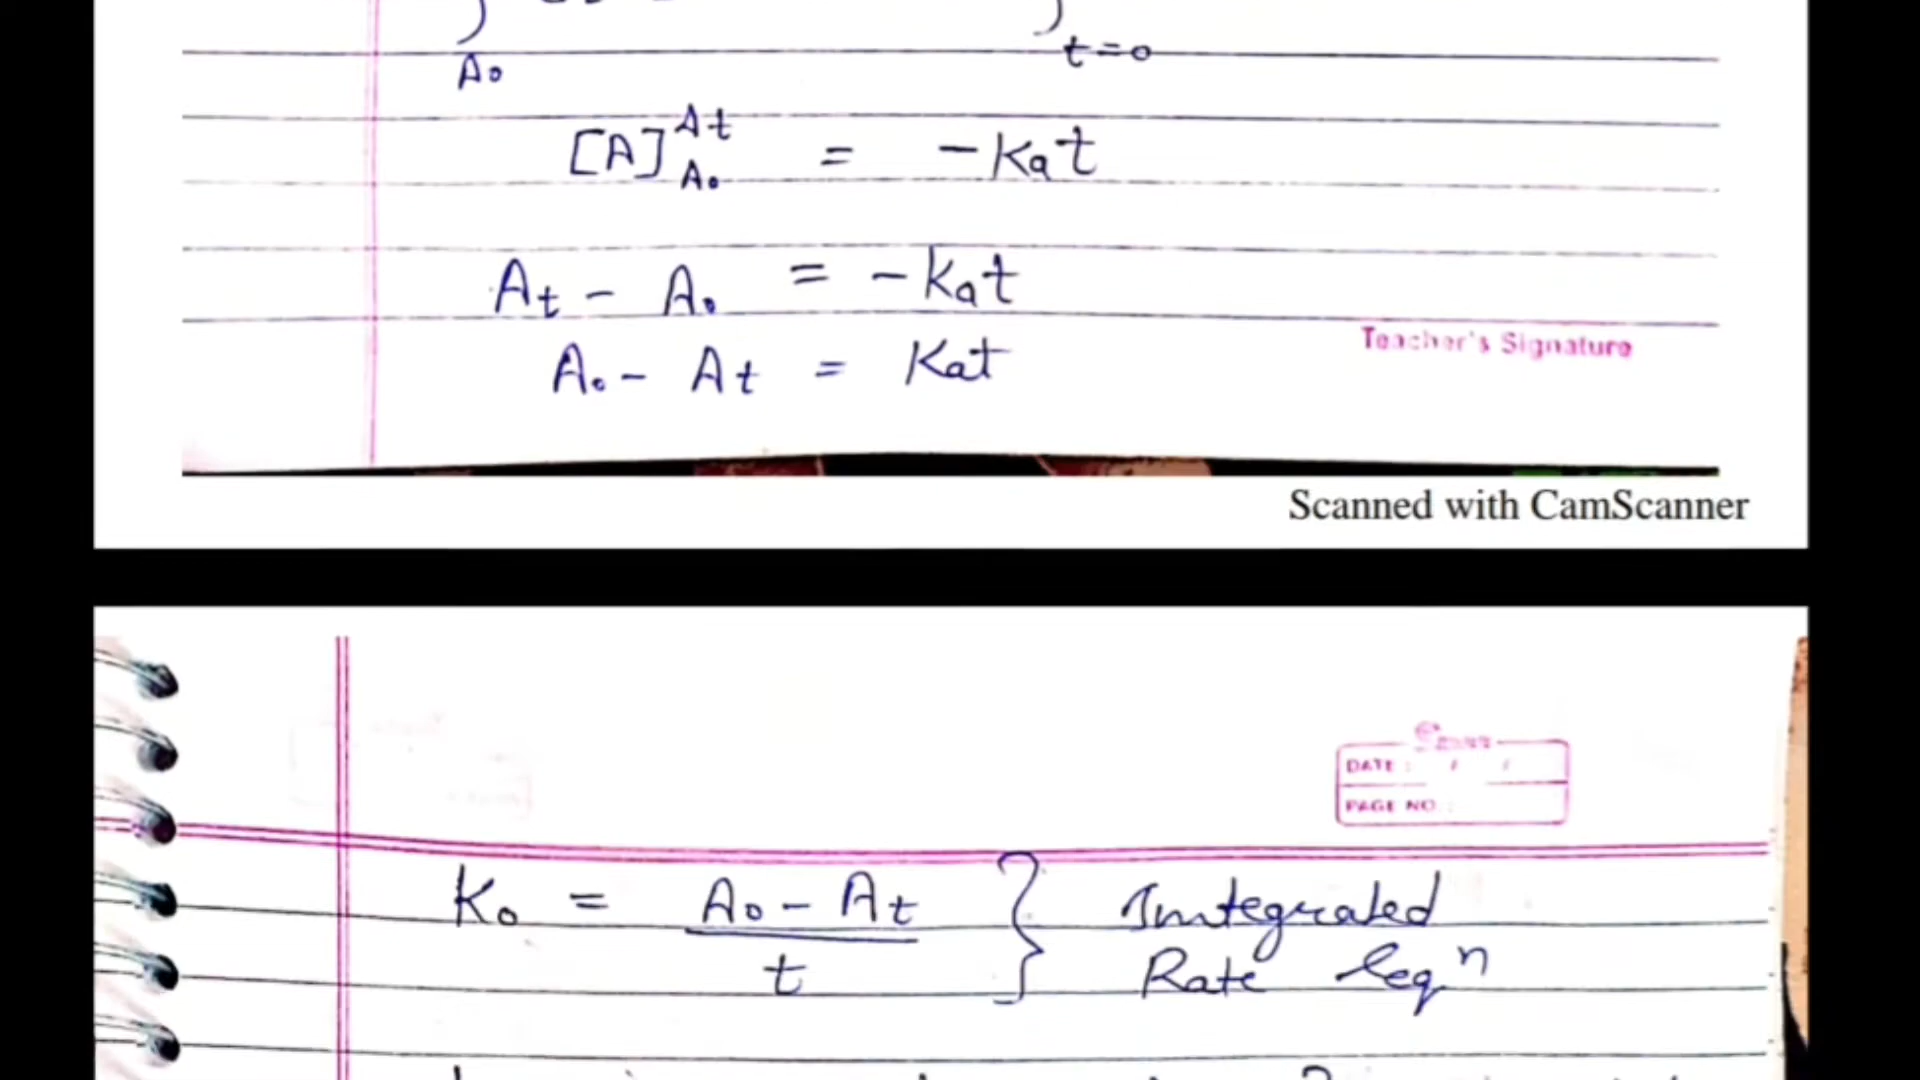 A₀
t=0
[A]ᴬᵗ_A₀ = -Kat
At - A₀ = -Kat
Teacher's Signature
A₀ - At = Kat
Scanned with CamScanner
DATE : / /
PAGE NO :
K₀ = A₀ - At } Imtegrated
t Rate eqⁿ